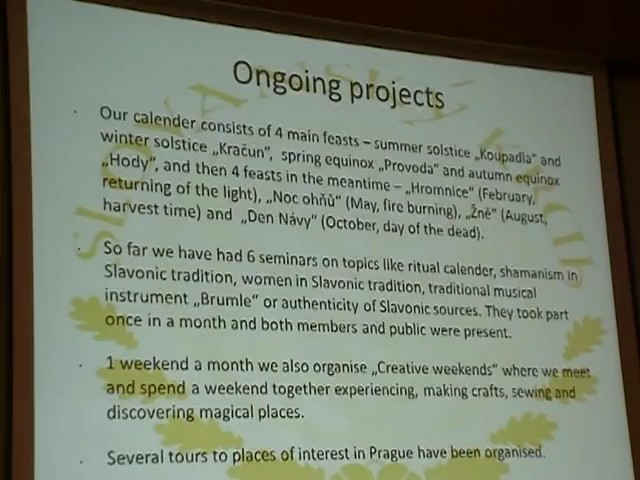 Ongoing projects
Our calender consists of 4 main feasts – summer solstice „Koupadla“ and
winter solstice „Kračun“, spring equinox „Provoda“ and autumn equinox
„Hody“, and then 4 feasts in the meantime – „Hromnice“ (February,
returning of the light), „Noc ohňů“ (May, fire burning), „Žně“ (August,
harvest time) and „Den Návy“ (October, day of the dead).
So far we have had 6 seminars on topics like ritual calender, shamanism in
Slavonic tradition, women in Slavonic tradition, traditional musical
instrument „Brumle“ or authenticity of Slavonic sources. They took part
once in a month and both members and public were present.
1 weekend a month we also organise „Creative weekends“ where we meet
and spend a weekend together experiencing, making crafts, sewing and
discovering magical places.
Several tours to places of interest in Prague have been organised.